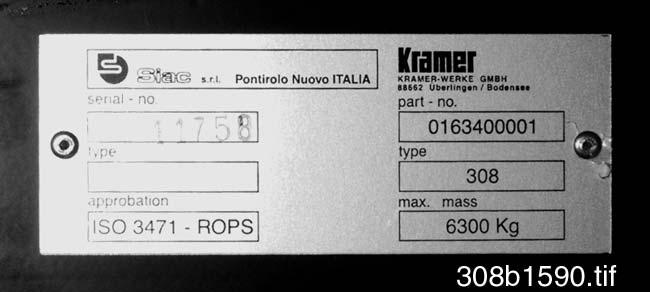 Siac s.r.l. Pontirolo Nuovo ITALIA
serial - no.
11758
type
approbation
ISO 3471 - ROPS
Kramer
KRAMER-WERKE GMBH
88662 Überlingen / Bodensee
part - no.
0163400001
type
308
max. mass
6300 Kg
308b1590.tif